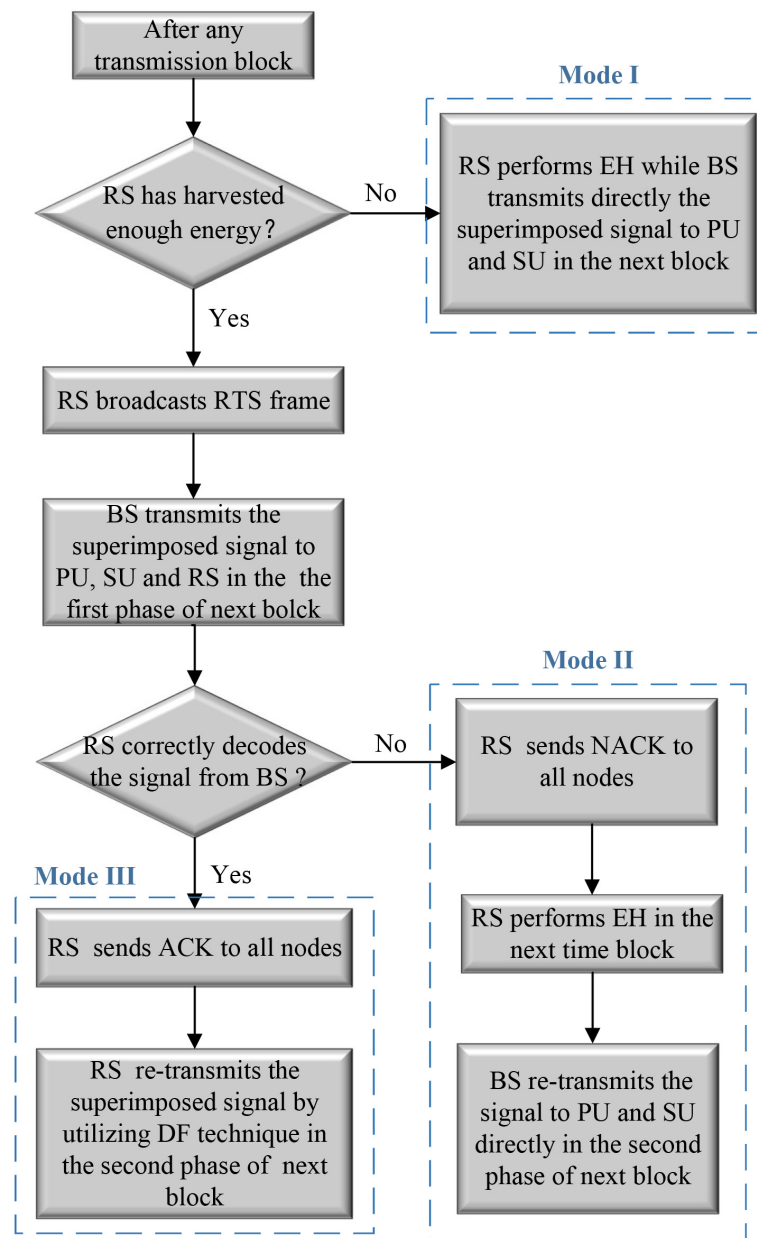 After any
transmission block
Mode I
RS has harvested
enough energy?
No
RS performs EH while BS
transmits directly the
superimposed signal to PU
and SU in the next block
Yes
RS broadcasts RTS frame
BS transmits the
superimposed signal to
PU, SU and RS in the the
first phase of next bolck
Mode II
RS correctly decodes
the signal from BS ?
No
RS sends NACK to
all nodes
Yes
Mode III
RS sends ACK to all nodes
RS performs EH in the
next time block
RS re-transmits the
superimposed signal by
utilizing DF technique in
the second phase of next
block
BS re-transmits the
signal to PU and SU
directly in the second
phase of next block